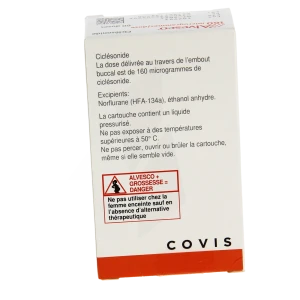 Ciclésonide
La dose délivrée au travers de l'embout
buccal est de 160 microgrammes de
ciclésonide.
Excipients:
Norflurane (HFA-134a), éthanol anhydre.
La cartouche contient un liquide
pressurisé.
Ne pas exposer à des températures
supérieures à 50° C.
Ne pas percer, ouvrir ou brûler la cartouche,
même si elle semble vide.
ALVESCO +
GROSSESSE =
DANGER
Ne pas utiliser chez la
femme enceinte sauf en
l'absence d'alternative
thérapeutique
COVIS